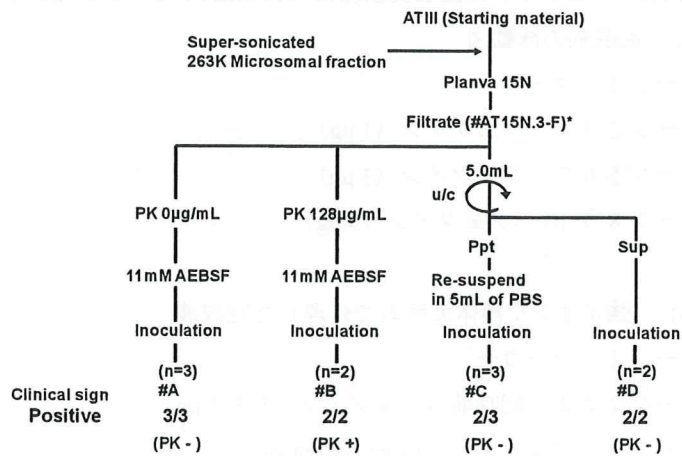 ATIII (Starting material)
Super-sonicated
263K Microsomal fraction
Planva 15N
Filtrate (#AT15N.3-F)*
5.0mL
u/c
PK 0µg/mL
PK 128µg/mL
Ppt
Sup
11mM AEBSF
11mM AEBSF
Re-suspend
in 5mL of PBS
Inoculation
Inoculation
Inoculation
Inoculation
(n=3)
(n=2)
(n=3)
(n=2)
Clinical sign
#A
#B
#C
#D
Positive
3/3
2/2
2/3
2/2
(PK -)
(PK +)
(PK -)
(PK -)